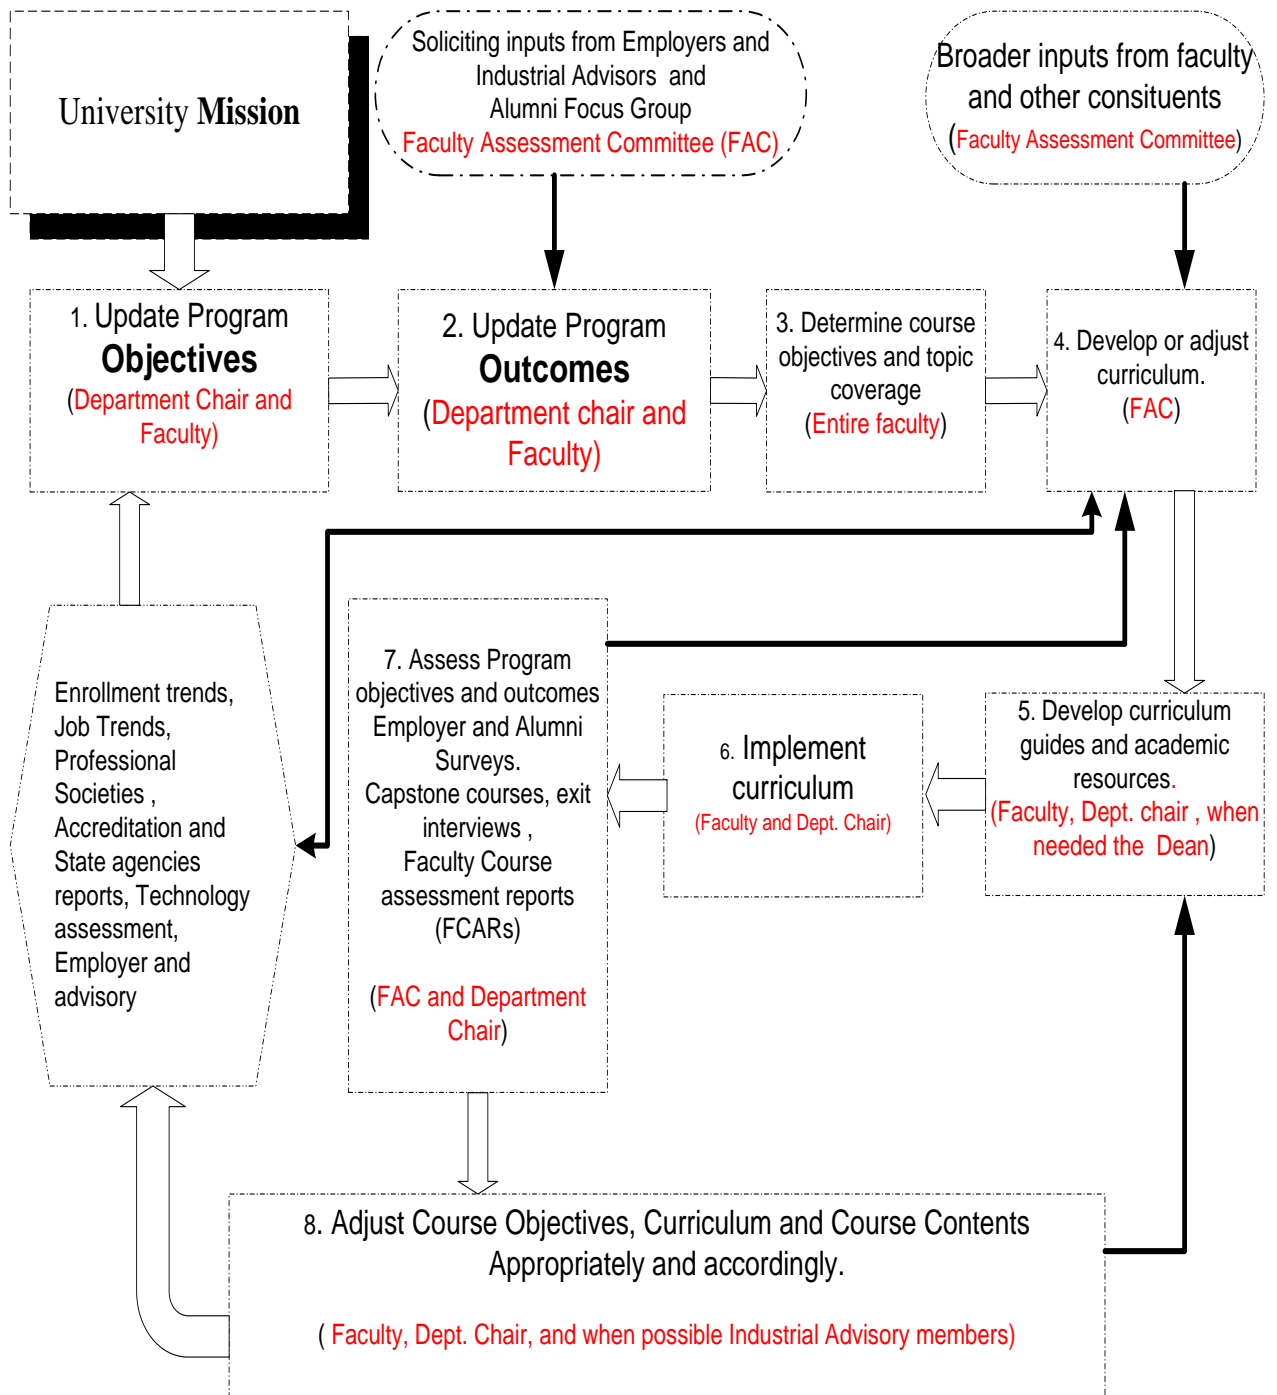 University Mission
Soliciting inputs from Employers and
Industrial Advisors and
Alumni Focus Group
Faculty Assessment Committee (FAC)
Broader inputs from faculty
and other consituents
(Faculty Assessment Committee)
1. Update Program
Objectives
(Department Chair and
Faculty)
2. Update Program
Outcomes
(Department chair and
Faculty)
3. Determine course
objectives and topic
coverage
(Entire faculty)
4. Develop or adjust
curriculum.
(FAC)
Enrollment trends,
Job Trends,
Professional
Societies ,
Accreditation and
State agencies
reports, Technology
assessment,
Employer and
advisory
7. Assess Program
objectives and outcomes
Employer and Alumni
Surveys.
Capstone courses, exit
interviews ,
Faculty Course
assessment reports
(FCARs)
(FAC and Department
Chair)
6. Implement
curriculum
(Faculty and Dept. Chair)
5. Develop curriculum
guides and academic
resources.
(Faculty, Dept. chair , when
needed the Dean)
8. Adjust Course Objectives, Curriculum and Course Contents
Appropriately and accordingly.
( Faculty, Dept. Chair, and when possible Industrial Advisory members)